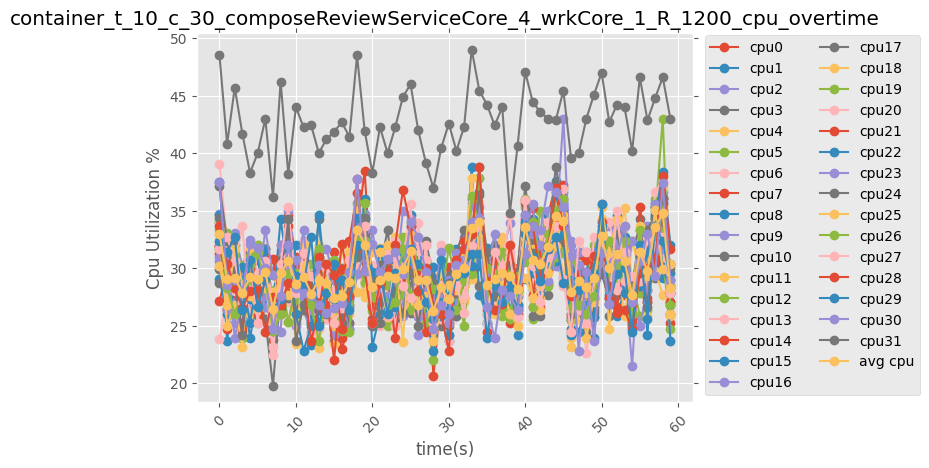 container_t_10_c_30_composeReviewServiceCore_4_wrkCore_1_R_1200_cpu_overtime
50
45
40
35
30
25
20
Cpu Utilization %
0
10
20
30
40
50
60
time(s)
cpu0
cpu1
cpu2
cpu3
cpu4
cpu5
cpu6
cpu7
cpu8
cpu9
cpu10
cpu11
cpu12
cpu13
cpu14
cpu15
cpu16
cpu17
cpu18
cpu19
cpu20
cpu21
cpu22
cpu23
cpu24
cpu25
cpu26
cpu27
cpu28
cpu29
cpu30
cpu31
avg cpu